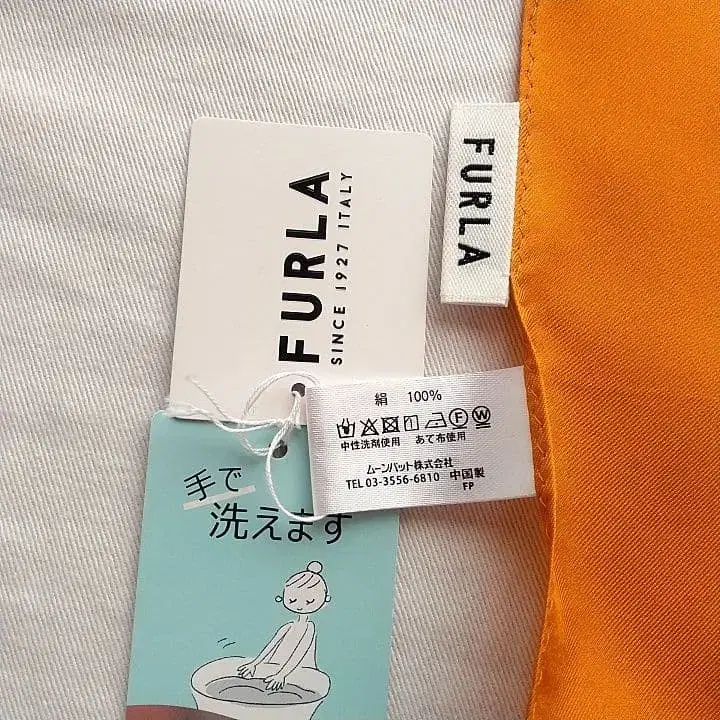 FURLA
SINCE 1927 ITALY
FURLA
絹 100%
中性洗剤使用 あて布使用
ムーンバット株式会社
TEL 03-3556-6810 中国製
FP
手で
洗えます